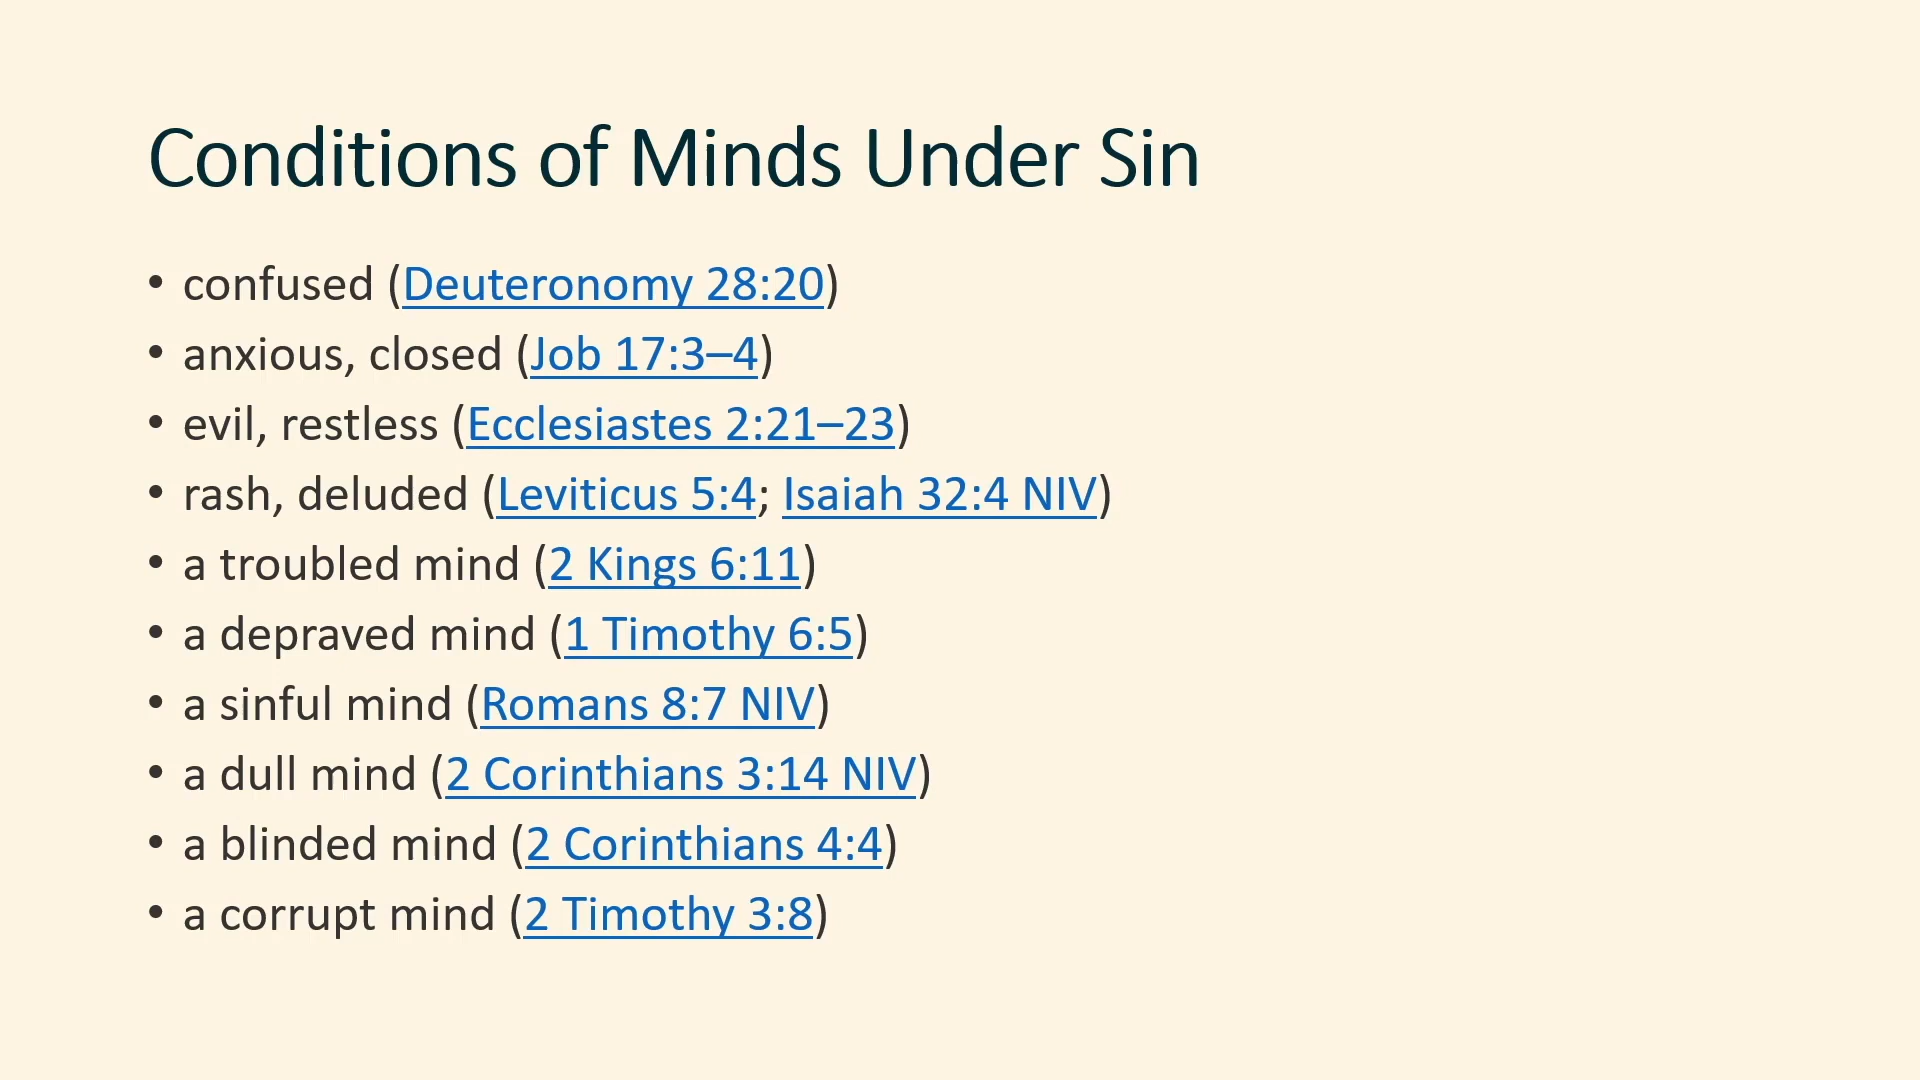 Conditions of Minds Under Sin
• confused (Deuteronomy 28:20)
• anxious, closed (Job 17:3–4)
• evil, restless (Ecclesiastes 2:21–23)
• rash, deluded (Leviticus 5:4; Isaiah 32:4 NIV)
• a troubled mind (2 Kings 6:11)
• a depraved mind (1 Timothy 6:5)
• a sinful mind (Romans 8:7 NIV)
• a dull mind (2 Corinthians 3:14 NIV)
• a blinded mind (2 Corinthians 4:4)
• a corrupt mind (2 Timothy 3:8)